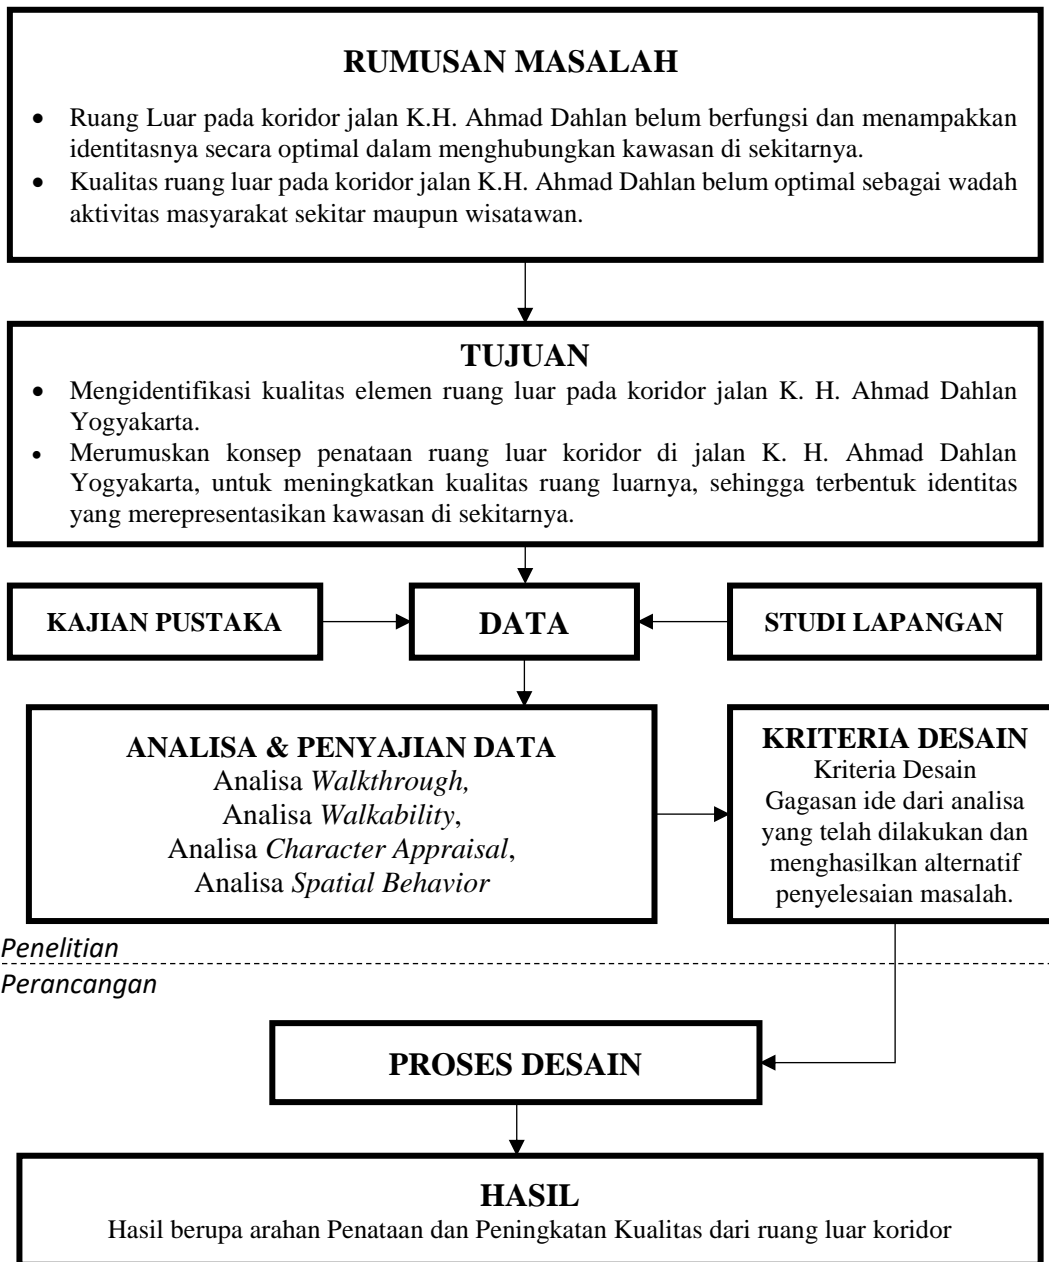 RUMUSAN MASALAH
• Ruang Luar pada koridor jalan K.H. Ahmad Dahlan belum berfungsi dan menampakkan
identitasnya secara optimal dalam menghubungkan kawasan di sekitarnya.
• Kualitas ruang luar pada koridor jalan K.H. Ahmad Dahlan belum optimal sebagai wadah
aktivitas masyarakat sekitar maupun wisatawan.
TUJUAN
• Mengidentifikasi kualitas elemen ruang luar pada koridor jalan K. H. Ahmad Dahlan
Yogyakarta.
• Merumuskan konsep penataan ruang luar koridor di jalan K. H. Ahmad Dahlan
Yogyakarta, untuk meningkatkan kualitas ruang luarnya, sehingga terbentuk identitas
yang merepresentasikan kawasan di sekitarnya.
KAJIAN PUSTAKA
DATA
STUDI LAPANGAN
ANALISA & PENYAJIAN DATA
Analisa Walkthrough,
Analisa Walkability,
Analisa Character Appraisal,
Analisa Spatial Behavior
KRITERIA DESAIN
Kriteria Desain
Gagasan ide dari analisa
yang telah dilakukan dan
menghasilkan alternatif
penyelesaian masalah.
Penelitian
Perancangan
PROSES DESAIN
HASIL
Hasil berupa arahan Penataan dan Peningkatan Kualitas dari ruang luar koridor